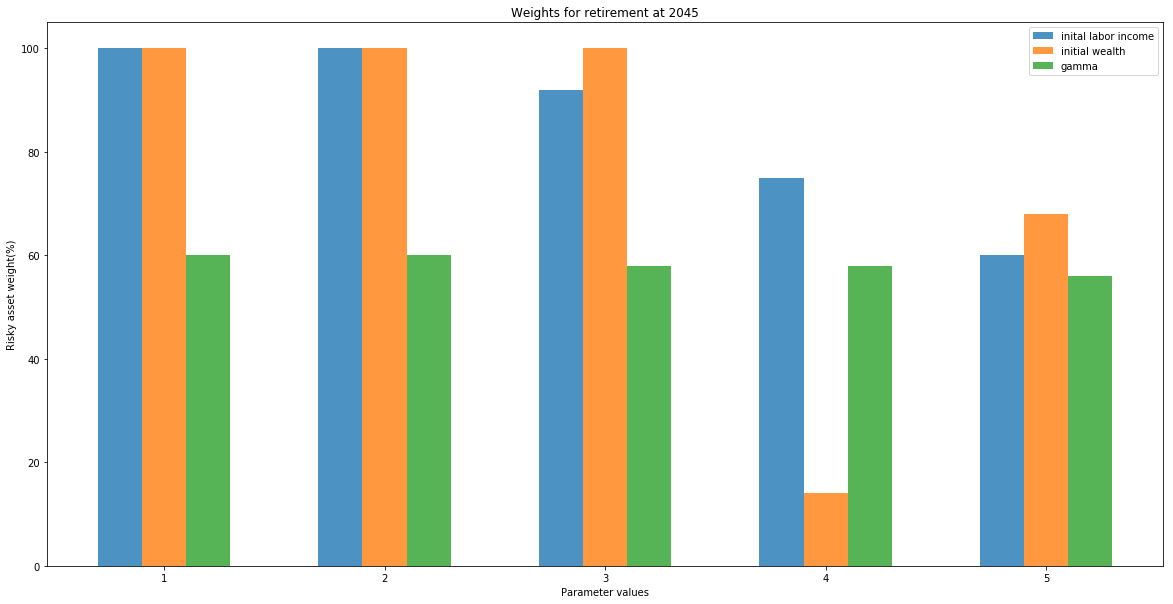 Weights for retirement at 2045
inital labor income
initial wealth
gamma
Risky asset weight(%)
100
80
60
40
20
0
1 2 3 4 5
Parameter values